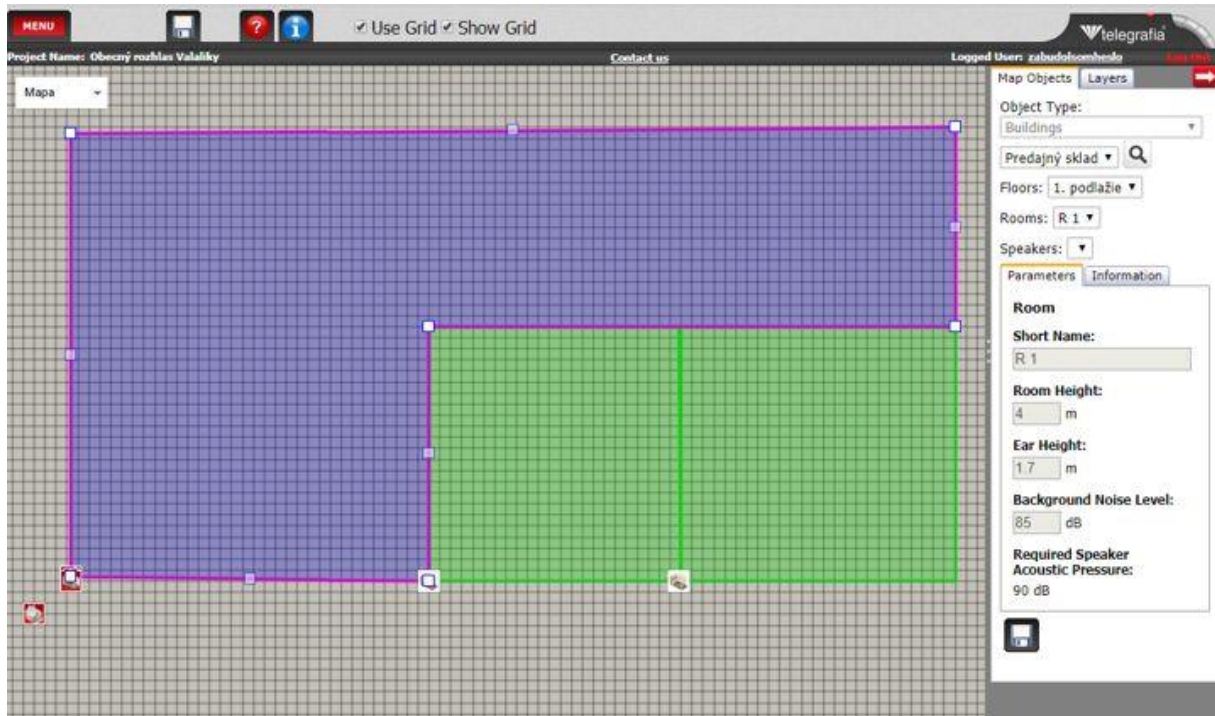 MENU
? i
Use Grid Show Grid
telegrafia
Project Name: Obecný rozhlas Valaliky
Contact us
Logged User: zabudolsomheslo
Log Out
Mapa
Map Objects Layers
Object Type:
Buildings
Predajný sklad
Floors: 1. podlažie
Rooms: R 1
Speakers:
Parameters Information
Room
Short Name:
R 1
Room Height:
4 m
Ear Height:
1.7 m
Background Noise Level:
85 dB
Required Speaker
Acoustic Pressure:
90 dB